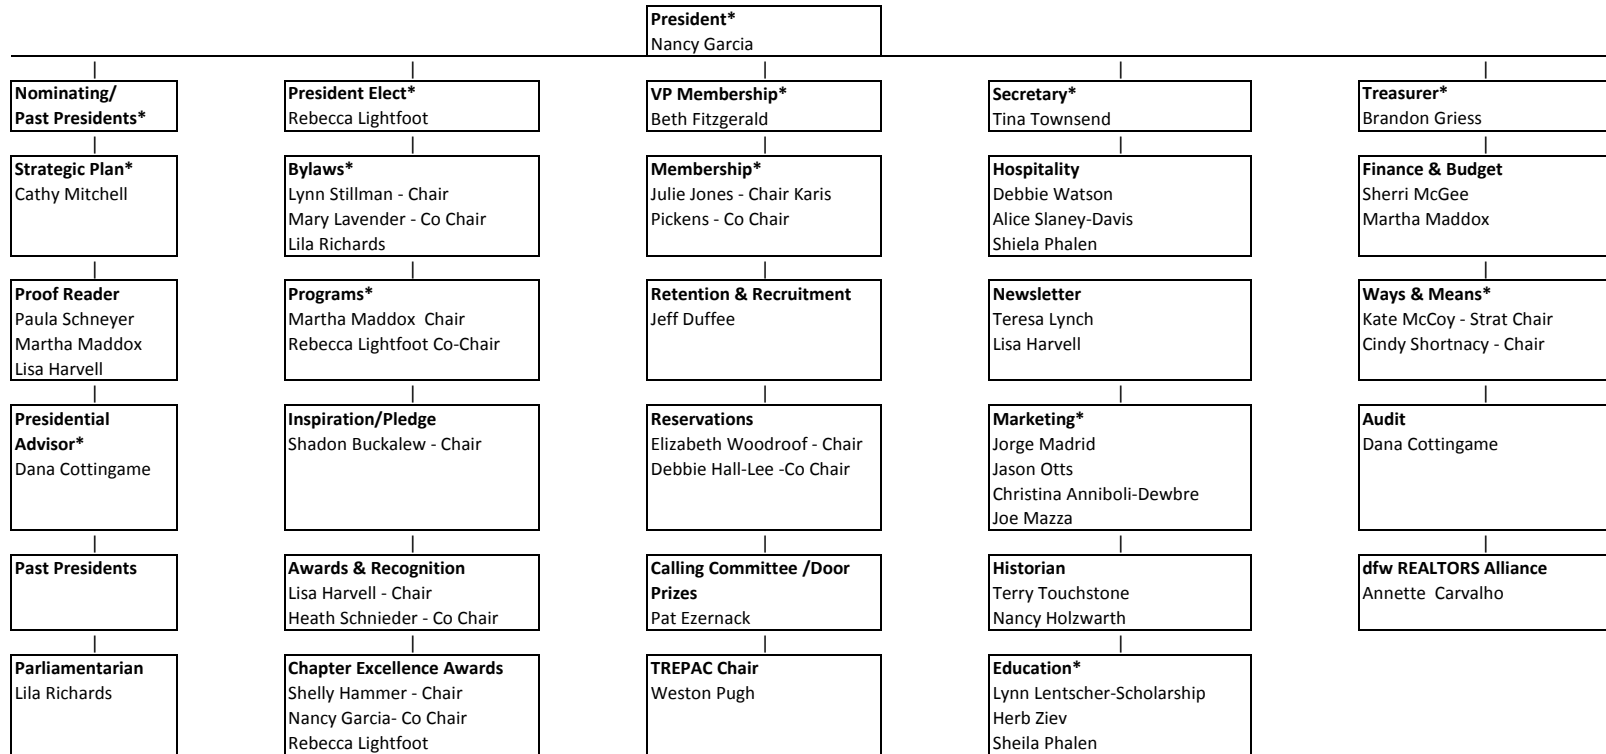 President*
Nancy Garcia
Nominating/
Past Presidents*
President Elect*
Rebecca Lightfoot
VP Membership*
Beth Fitzgerald
Secretary*
Tina Townsend
Treasurer*
Brandon Griess
Strategic Plan*
Cathy Mitchell
Bylaws*
Lynn Stillman - Chair
Mary Lavender - Co Chair
Lila Richards
Membership*
Julie Jones - Chair Karis
Pickens - Co Chair
Hospitality
Debbie Watson
Alice Slaney-Davis
Shiela Phalen
Finance & Budget
Sherri McGee
Martha Maddox
Proof Reader
Paula Schneyer
Martha Maddox
Lisa Harvell
Programs*
Martha Maddox  Chair
Rebecca Lightfoot Co-Chair
Retention & Recruitment
Jeff Duffee
Newsletter
Teresa Lynch
Lisa Harvell
Ways & Means*
Kate McCoy - Strat Chair
Cindy Shortnacy - Chair
Presidential
Advisor*
Dana Cottingame
Inspiration/Pledge
Shadon Buckalew - Chair
Reservations
Elizabeth Woodroof - Chair
Debbie Hall-Lee -Co Chair
Marketing*
Jorge Madrid
Jason Otts
Christina Anniboli-Dewbre
Joe Mazza
Audit
Dana Cottingame
Past Presidents
Awards & Recognition
Lisa Harvell - Chair
Heath Schnieder - Co Chair
Calling Committee /Door
Prizes
Pat Ezernack
Historian
Terry Touchstone
Nancy Holzwarth
dfw REALTORS Alliance
Annette  Carvalho
Parliamentarian
Lila Richards
Chapter Excellence Awards
Shelly Hammer - Chair
Nancy Garcia- Co Chair
Rebecca Lightfoot
TREPAC Chair
Weston Pugh
Education*
Lynn Lentscher-Scholarship
Herb Ziev
Sheila Phalen